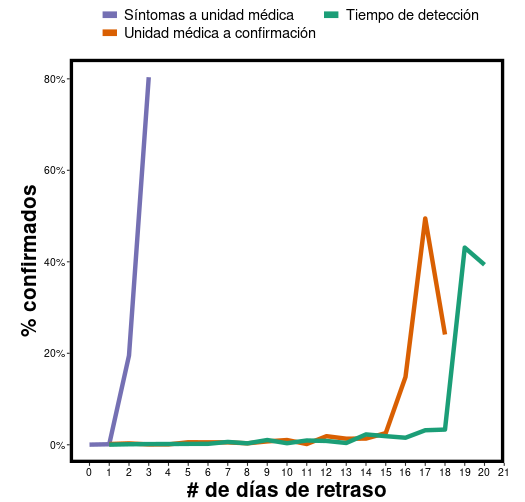 Síntomas a unidad médica
Tiempo de detección
Unidad médica a confirmación
80%
60%
40%
20%
0%
% confirmados
0 1 2 3 4 5 6 7 8 9 10 11 12 13 14 15 16 17 18 19 20 21
# de días de retraso